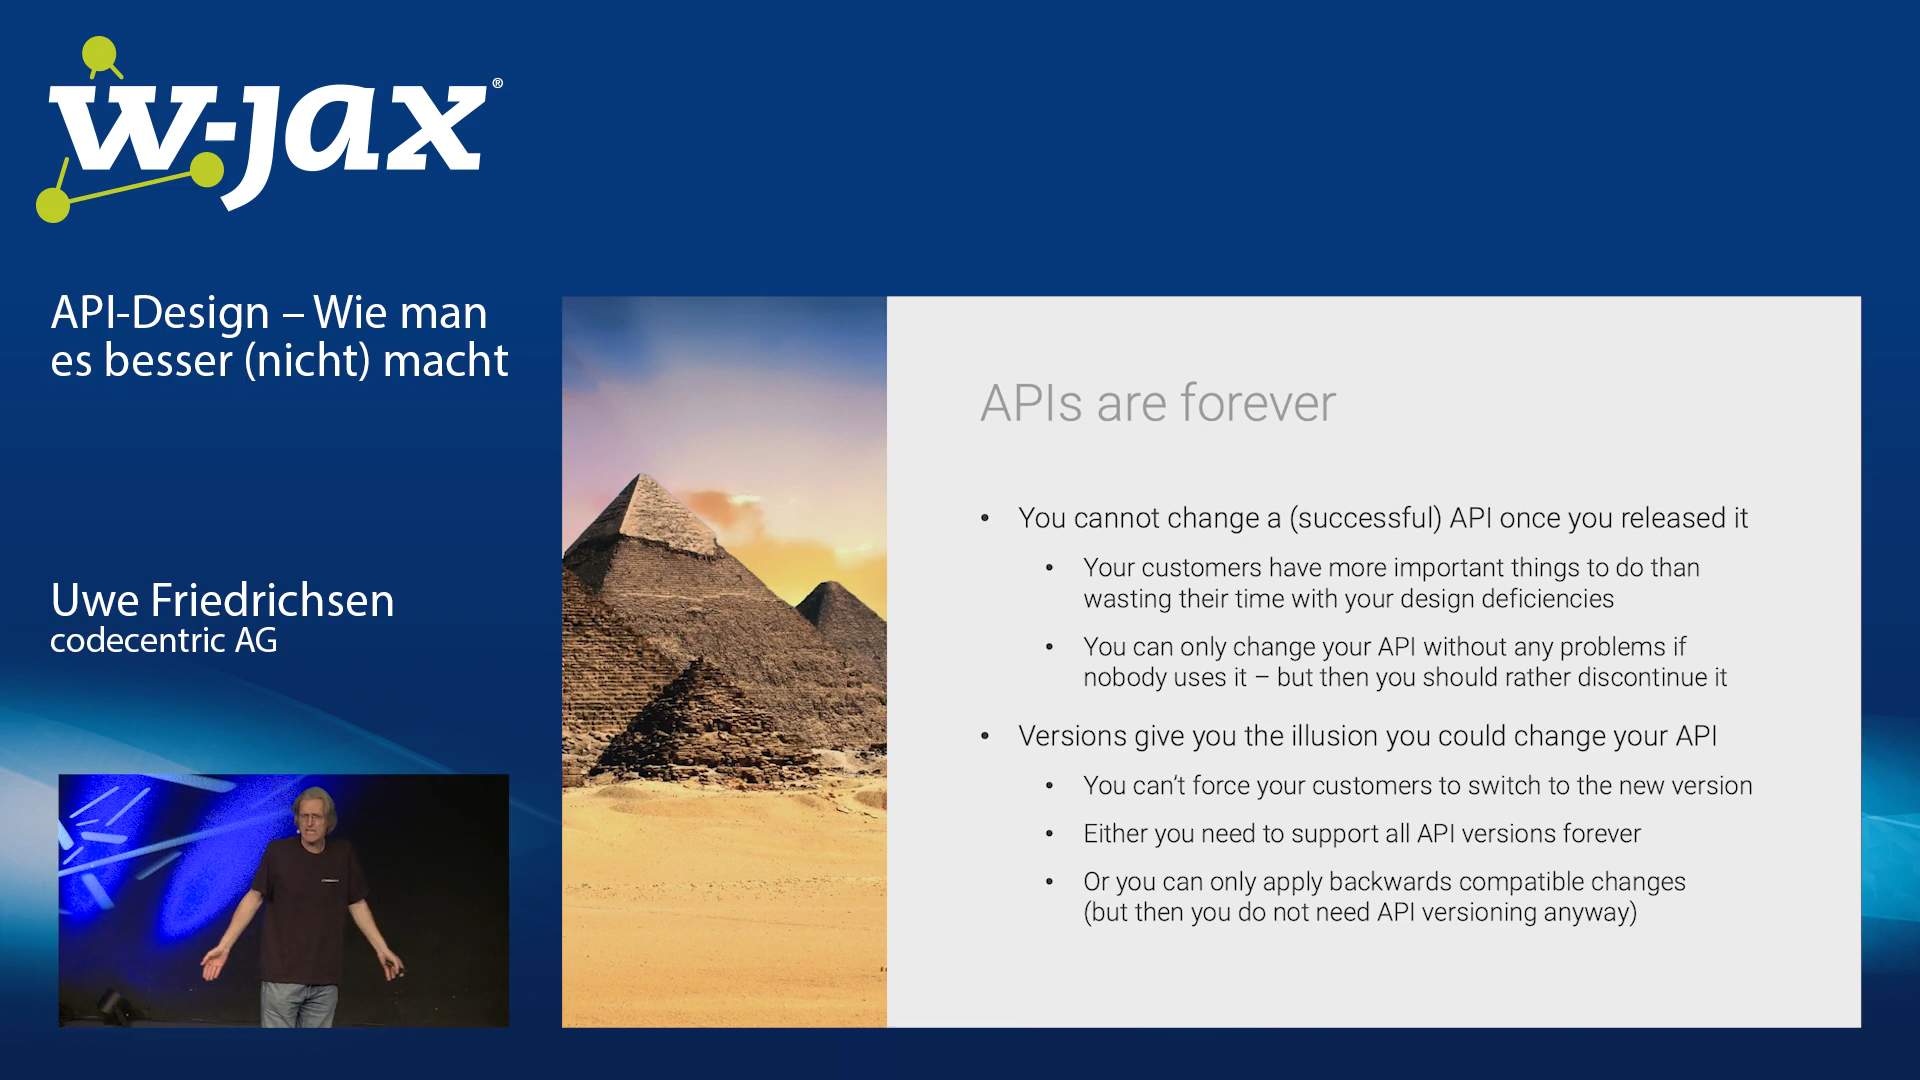 w-jax®
API-Design – Wie man
es besser (nicht) macht
Uwe Friedrichsen
codecentric AG
APIs are forever
• You cannot change a (successful) API once you released it
• Your customers have more important things to do than
wasting their time with your design deficiencies
• You can only change your API without any problems if
nobody uses it – but then you should rather discontinue it
• Versions give you the illusion you could change your API
• You can't force your customers to switch to the new version
• Either you need to support all API versions forever
• Or you can only apply backwards compatible changes
(but then you do not need API versioning anyway)